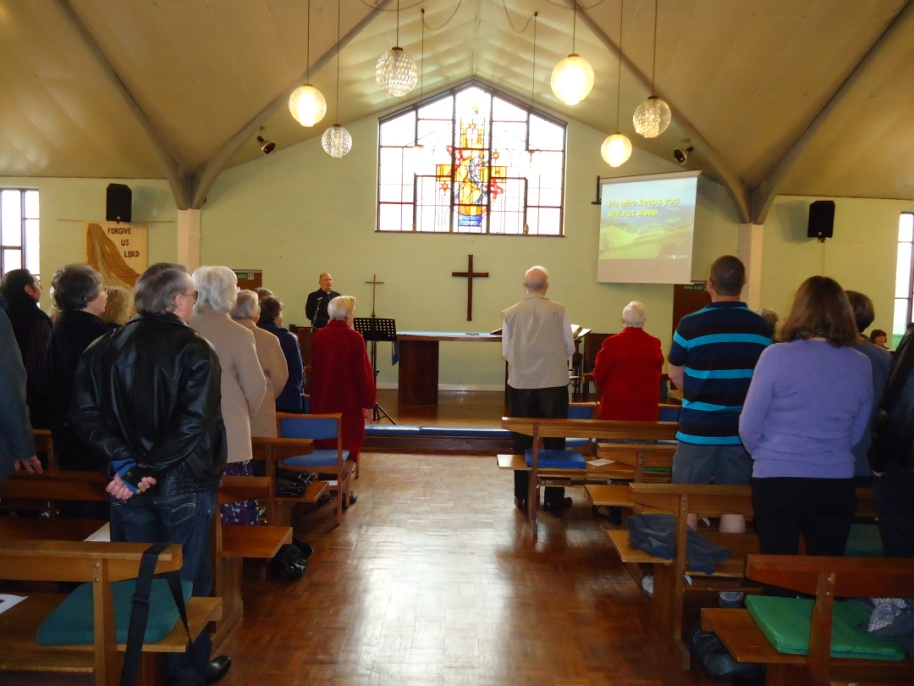 FORGIVE
US
LORD
He who keeps you
will not sleep